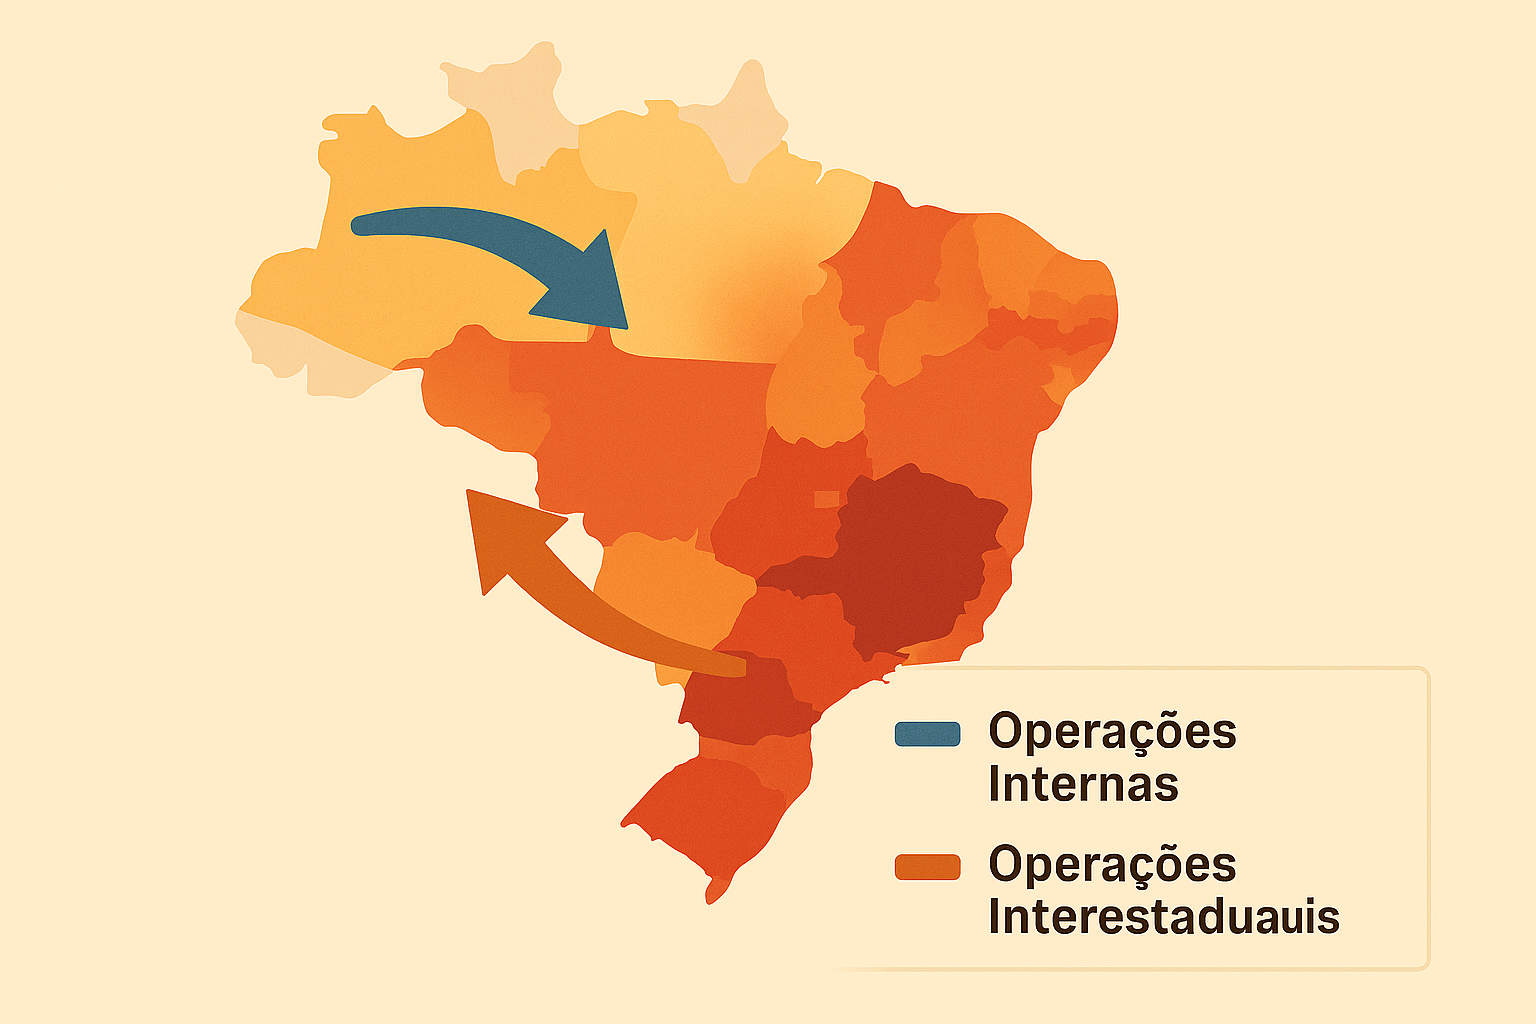 Operações
Internas
Operações
Interestaduauis